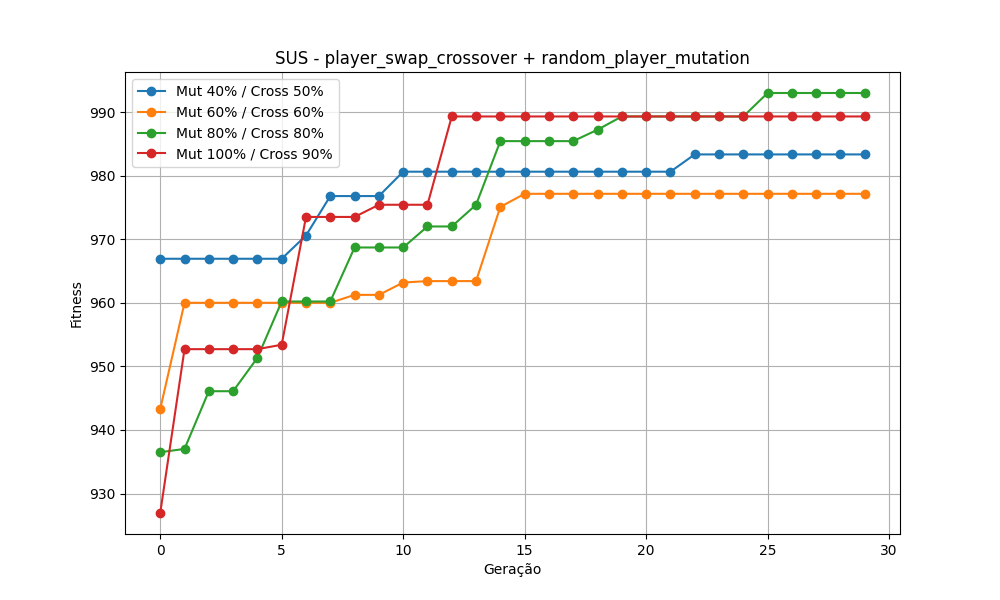 SUS - player_swap_crossover + random_player_mutation
Mut 40% / Cross 50%
Mut 60% / Cross 60%
Mut 80% / Cross 80%
Mut 100% / Cross 90%
Fitness
990
980
970
960
950
940
930
0 5 10 15 20 25 30
Geração